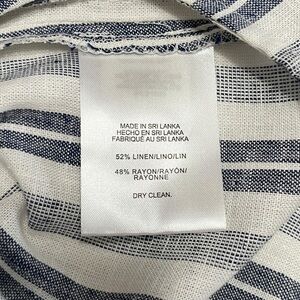 MADE IN SRI LANKA
HECHO EN SRI LANKA
FABRIQUÉ AU SRI LANKA
52% LINEN/LINO/LIN
48% RAYON/RAYÓN/
RAYONNE
DRY CLEAN.